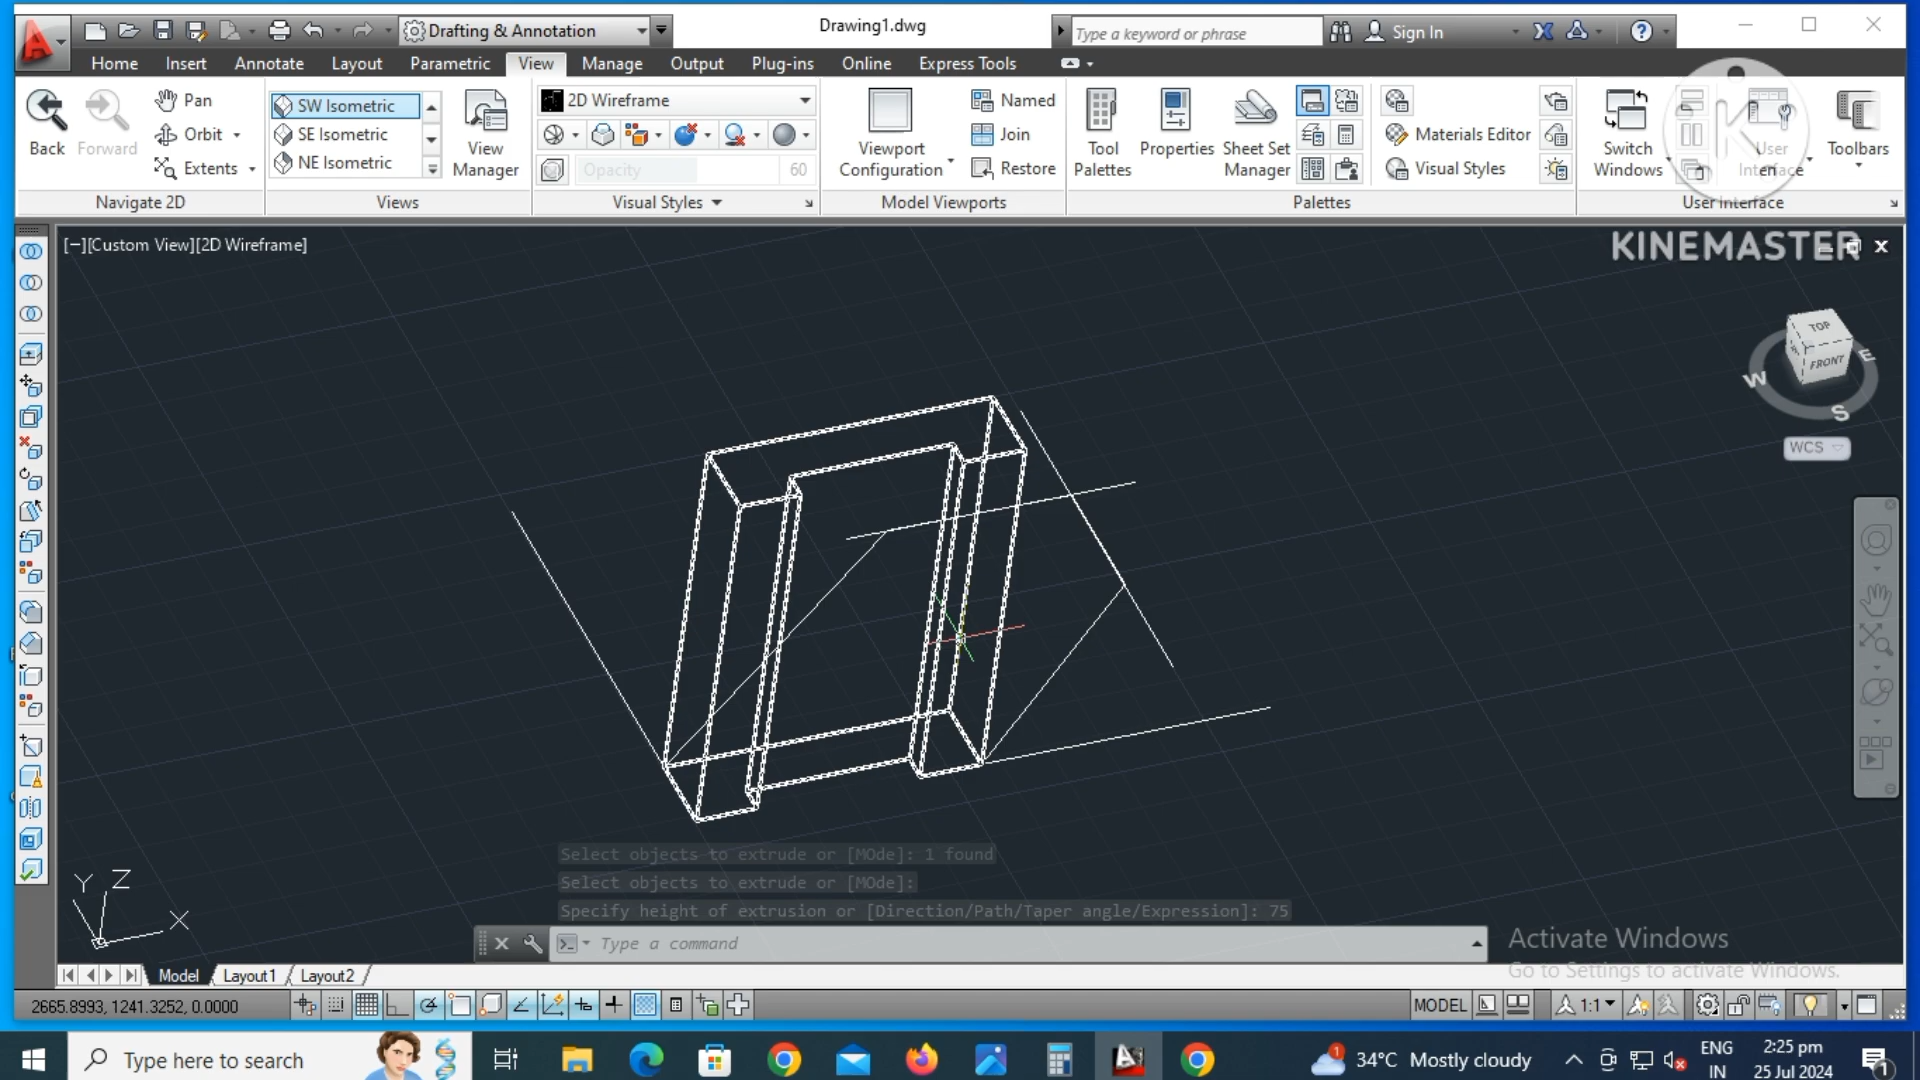 Drafting & Annotation
Drawing1.dwg
Type a keyword or phrase
Sign In
Home Insert Annotate Layout Parametric View Manage Output Plug-ins Online Express Tools
Back
Forward
Pan
Orbit
Extents
Navigate 2D
SW Isometric
SE Isometric
NE Isometric
View
Manager
Views
2D Wireframe
Opacity 60
Visual Styles
Viewport
Configuration
Named
Join
Restore
Model Viewports
Tool
Palettes
Properties
Sheet Set
Manager
Materials Editor
Visual Styles
Palettes
Switch
Windows
User
Interface
Toolbars
User Interface
[−][Custom View][2D Wireframe]
KINEMASTER
TOP
FRONT
W
E
S
WCS
Y Z
X
Select objects to extrude or [MOde]: 1 found
Select objects to extrude or [MOde]:
Specify height of extrusion or [Direction/Path/Taper angle/Expression]: 75
Type a command
Activate Windows
Go to Settings to activate Windows.
Model Layout1 Layout2
2665.8993, 1241.3252, 0.0000
MODEL
1:1
Type here to search
1
34°C Mostly cloudy
ENG
IN
2:25 pm
25 Jul 2024
1